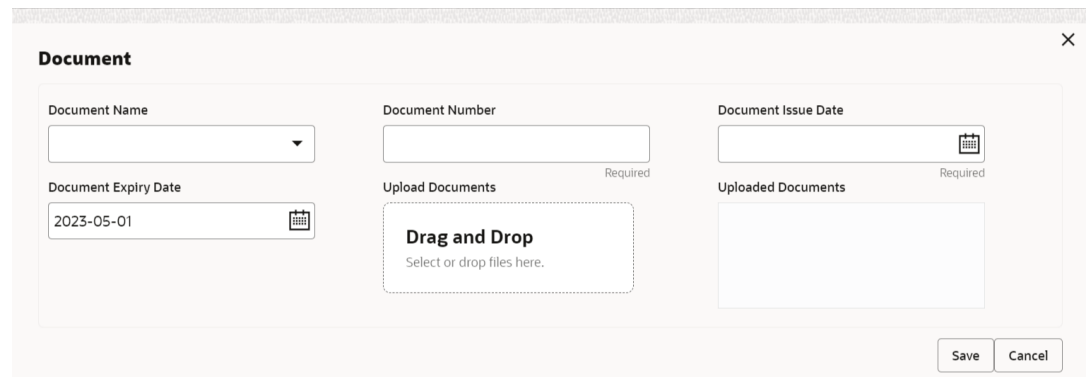 Document
Document Name
Document Number
Document Issue Date
Required
Required
Document Expiry Date
Upload Documents
Uploaded Documents
2023-05-01
Drag and Drop
Select or drop files here.
Save
Cancel